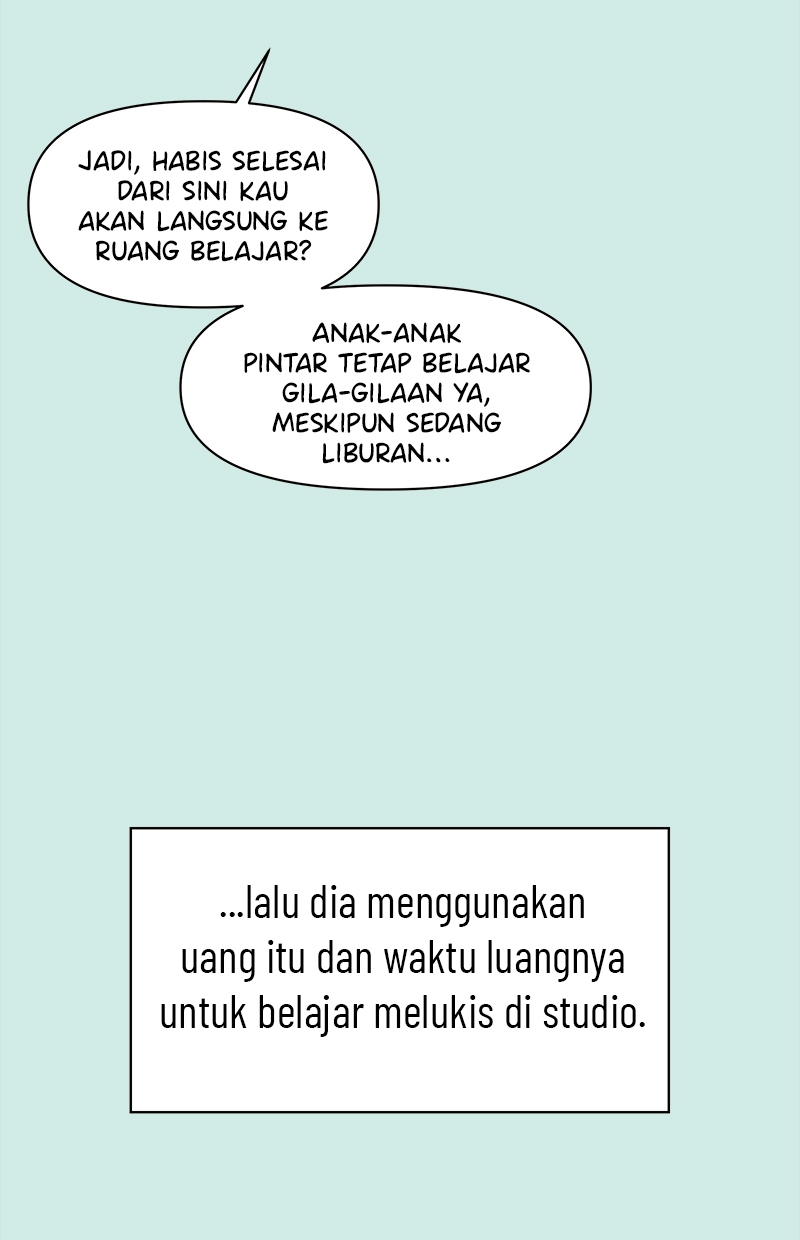 JADI, HABIS SELESAI
DARI SINI KAU
AKAN LANGSUNG KE
RUANG BELAJAR?
ANAK-ANAK
PINTAR TETAP BELAJAR
GILA-GILAAN YA,
MESKIPUN SEDANG
LIBURAN...
...lalu dia menggunakan
uang itu dan waktu luangnya
untuk belajar melukis di studio.